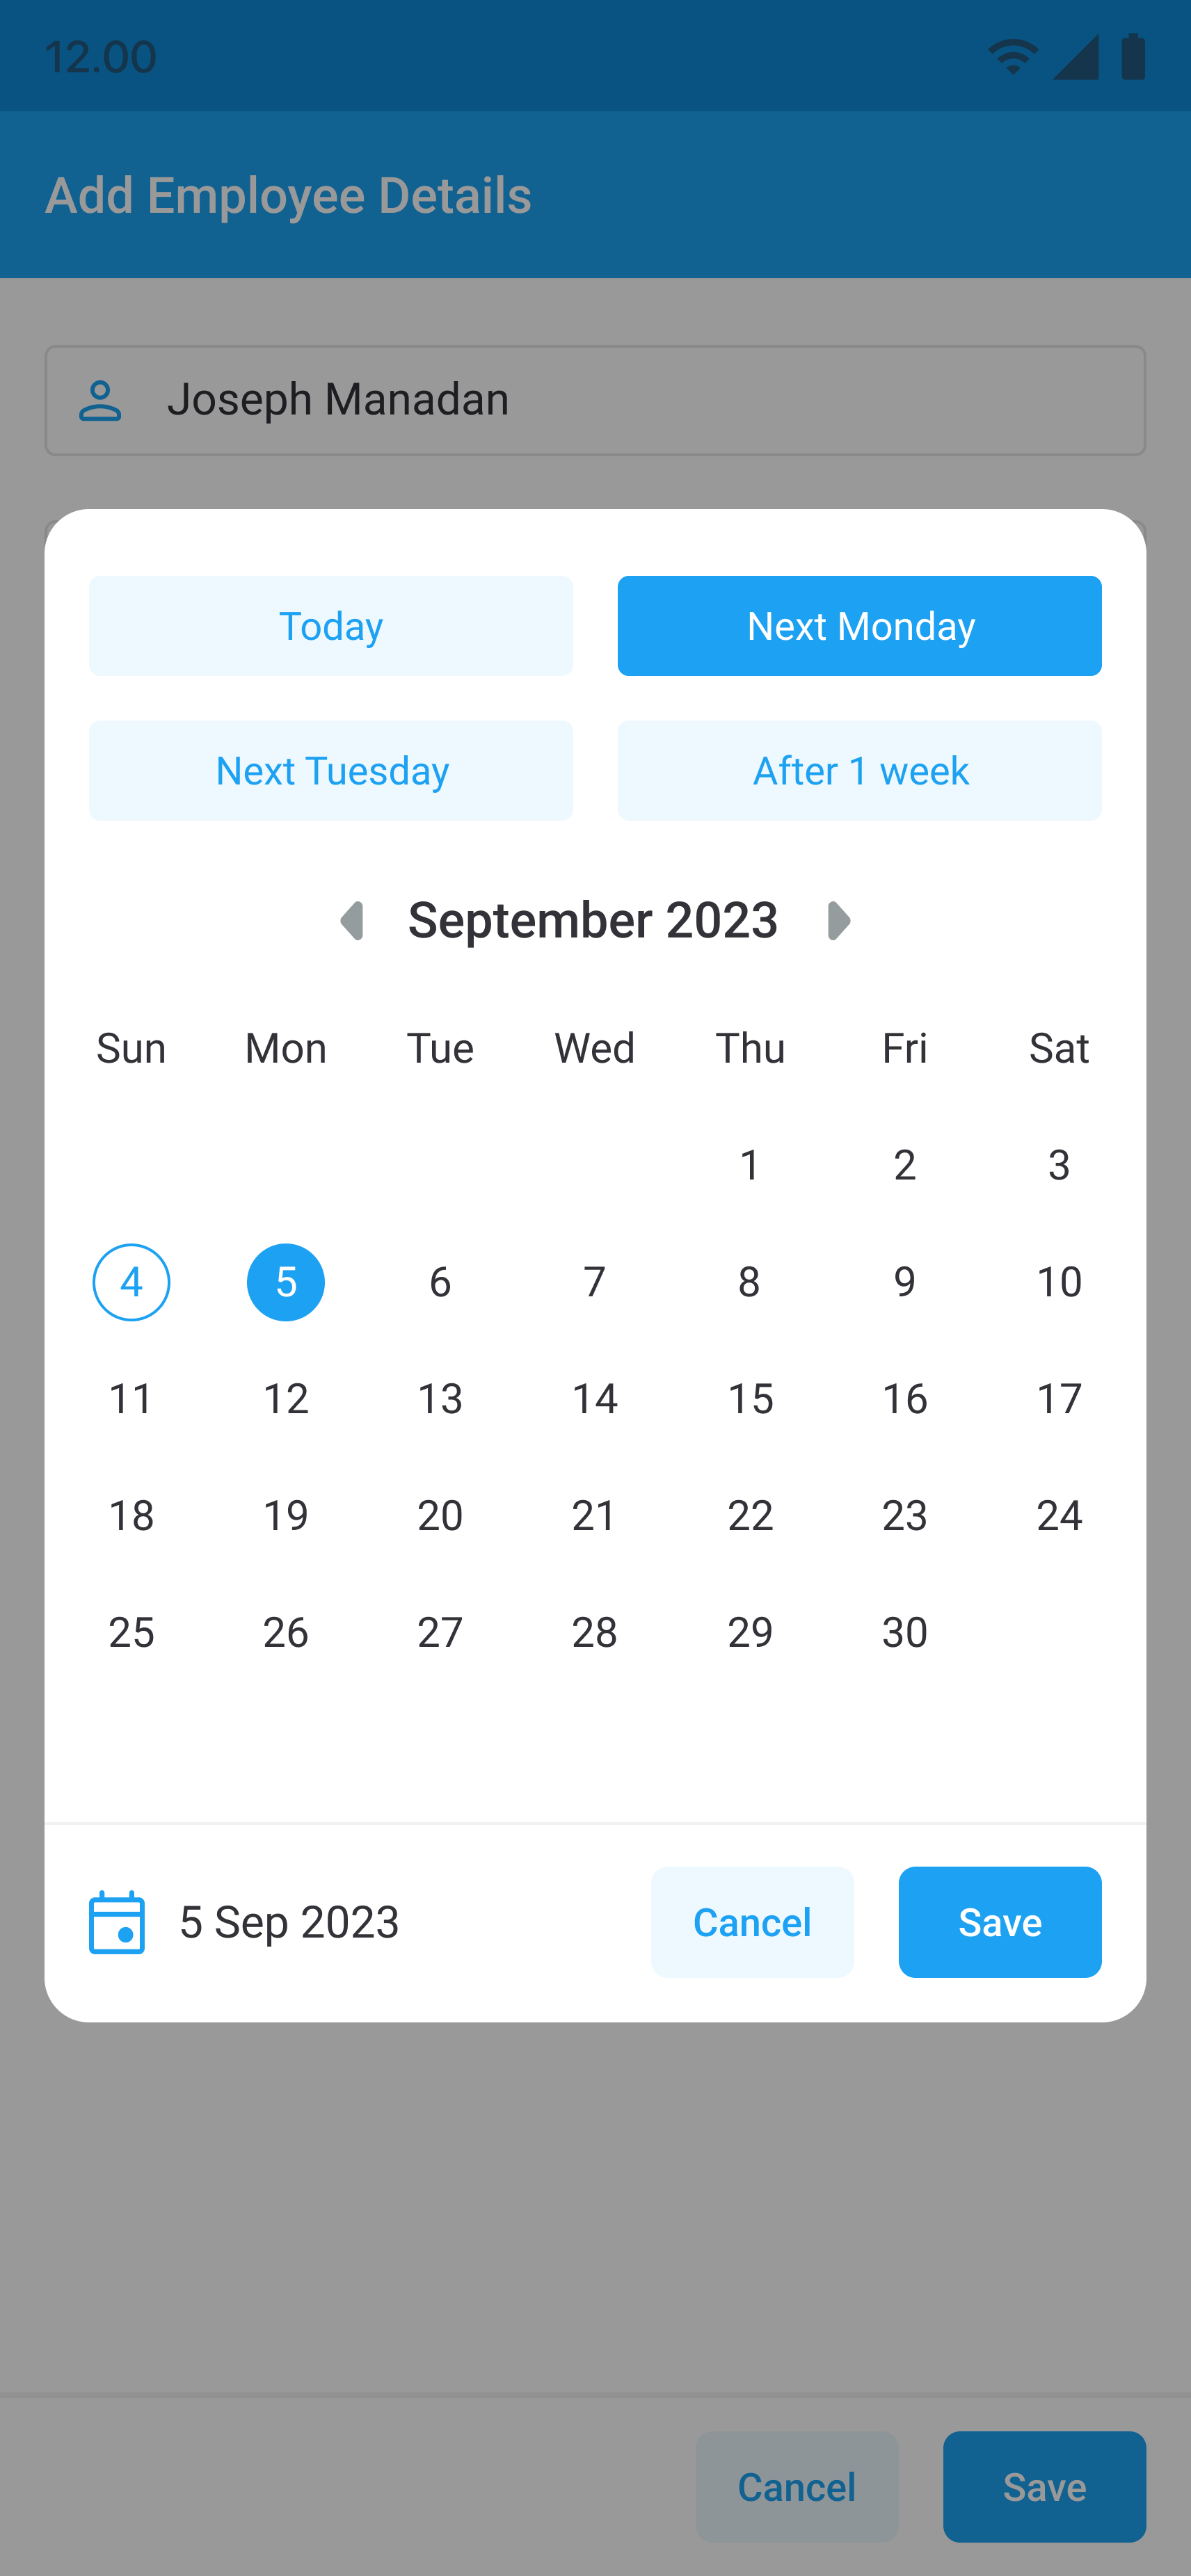 12.00
Add Employee Details
Joseph Manadan
Today Next Monday
Next Tuesday After 1 week
September 2023
Sun Mon Tue Wed Thu Fri Sat
1 2 3
4 5 6 7 8 9 10
11 12 13 14 15 16 17
18 19 20 21 22 23 24
25 26 27 28 29 30
5 Sep 2023 Cancel Save
Cancel Save